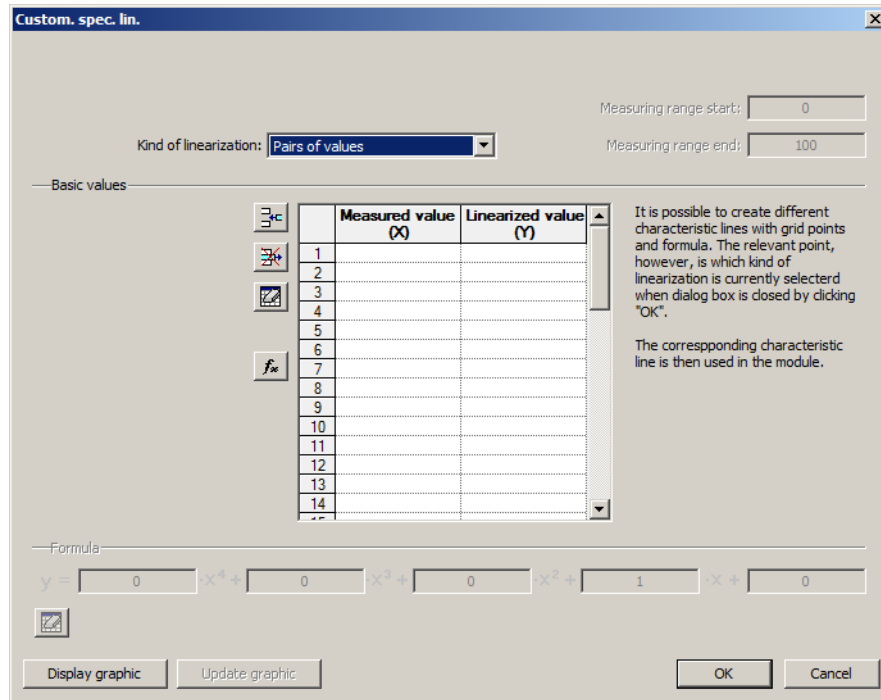 Custom. spec. lin.
Measuring range start: 0
Kind of linearization: Pairs of values
Measuring range end: 100
Basic values
Measured value (X) Linearized value (Y)
1
2
3
4
5
6
7
8
9
10
11
12
13
14
15
It is possible to create different
characteristic lines with grid points
and formula. The relevant point,
however, is which kind of
linearization is currently selecterd
when dialog box is closed by clicking
"OK".
The correspponding characteristic
line is then used in the module.
fx
Formula
y = 0 ·x⁴ + 0 ·x³ + 0 ·x² + 1 ·x + 0
Display graphic Update graphic OK Cancel